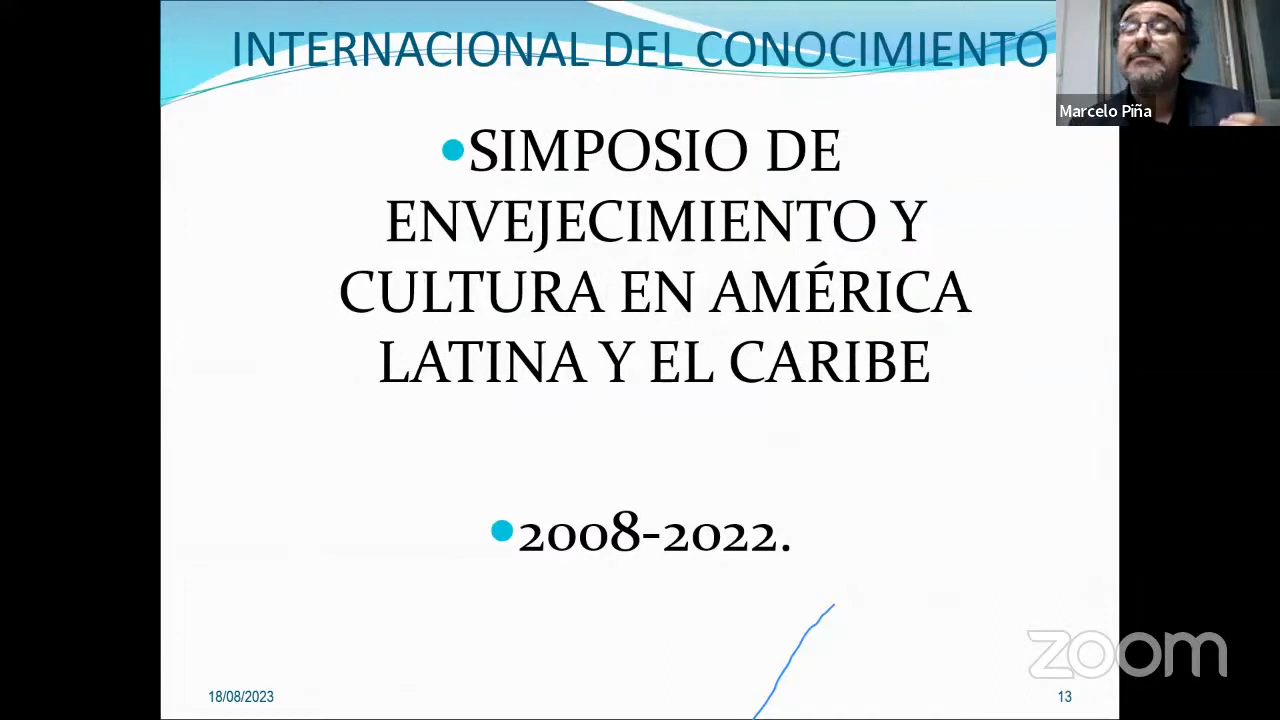 INTERNACIONAL DEL CONOCIMIENTO
Marcelo Piña
•SIMPOSIO DE
ENVEJECIMIENTO Y
CULTURA EN AMÉRICA
LATINA Y EL CARIBE
•2008-2022.
zoom
18/08/2023
13